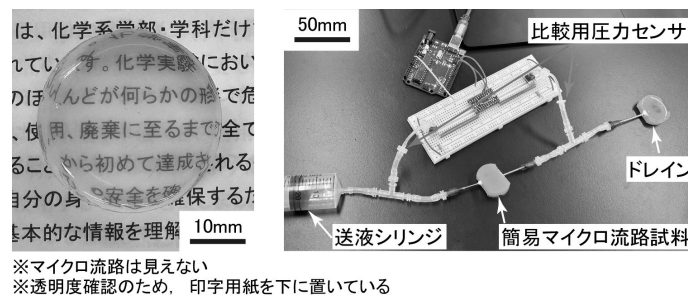 は、化学系学部・学科だけ
れてい　す。化学実験におい
のほ　んどが何らかの形で危
、使用、廃棄に至るまで全て
ること から初めて達成される
自分の身　安全を確保するた
基本的な情報を理解
10mm
※マイクロ流路は見えない
※透明度確認のため，印字用紙を下に置いている
50mm
比較用圧力センサ
ドレイン
送液シリンジ
簡易マイクロ流路試料